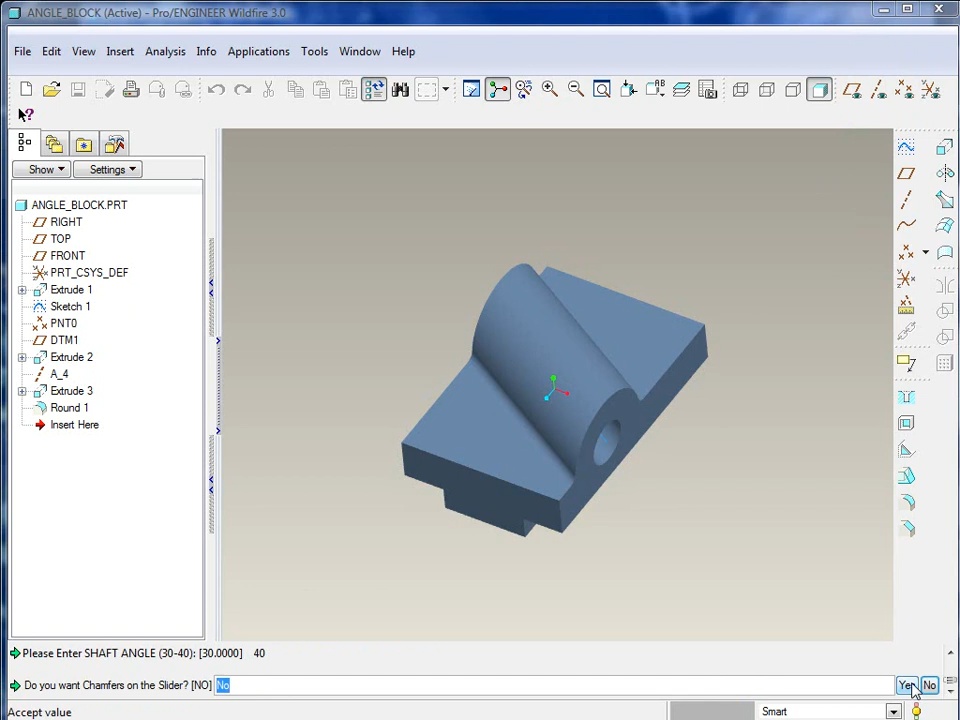 ANGLE_BLOCK (Active) - Pro/ENGINEER Wildfire 3.0
File Edit View Insert Analysis Info Applications Tools Window Help
Show Settings
ANGLE_BLOCK.PRT
RIGHT
TOP
FRONT
PRT_CSYS_DEF
Extrude 1
Sketch 1
PNT0
DTM1
Extrude 2
A_4
Extrude 3
Round 1
Insert Here
Please Enter SHAFT ANGLE (30-40): [30.0000] 40
Do you want Chamfers on the Slider? [NO] No Yes No
Accept value Smart